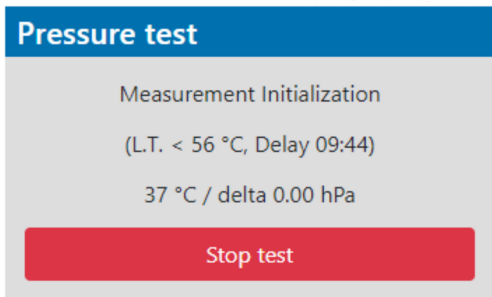 Pressure test
Measurement Initialization
(L.T. < 56 °C, Delay 09:44)
37 °C / delta 0.00 hPa
Stop test